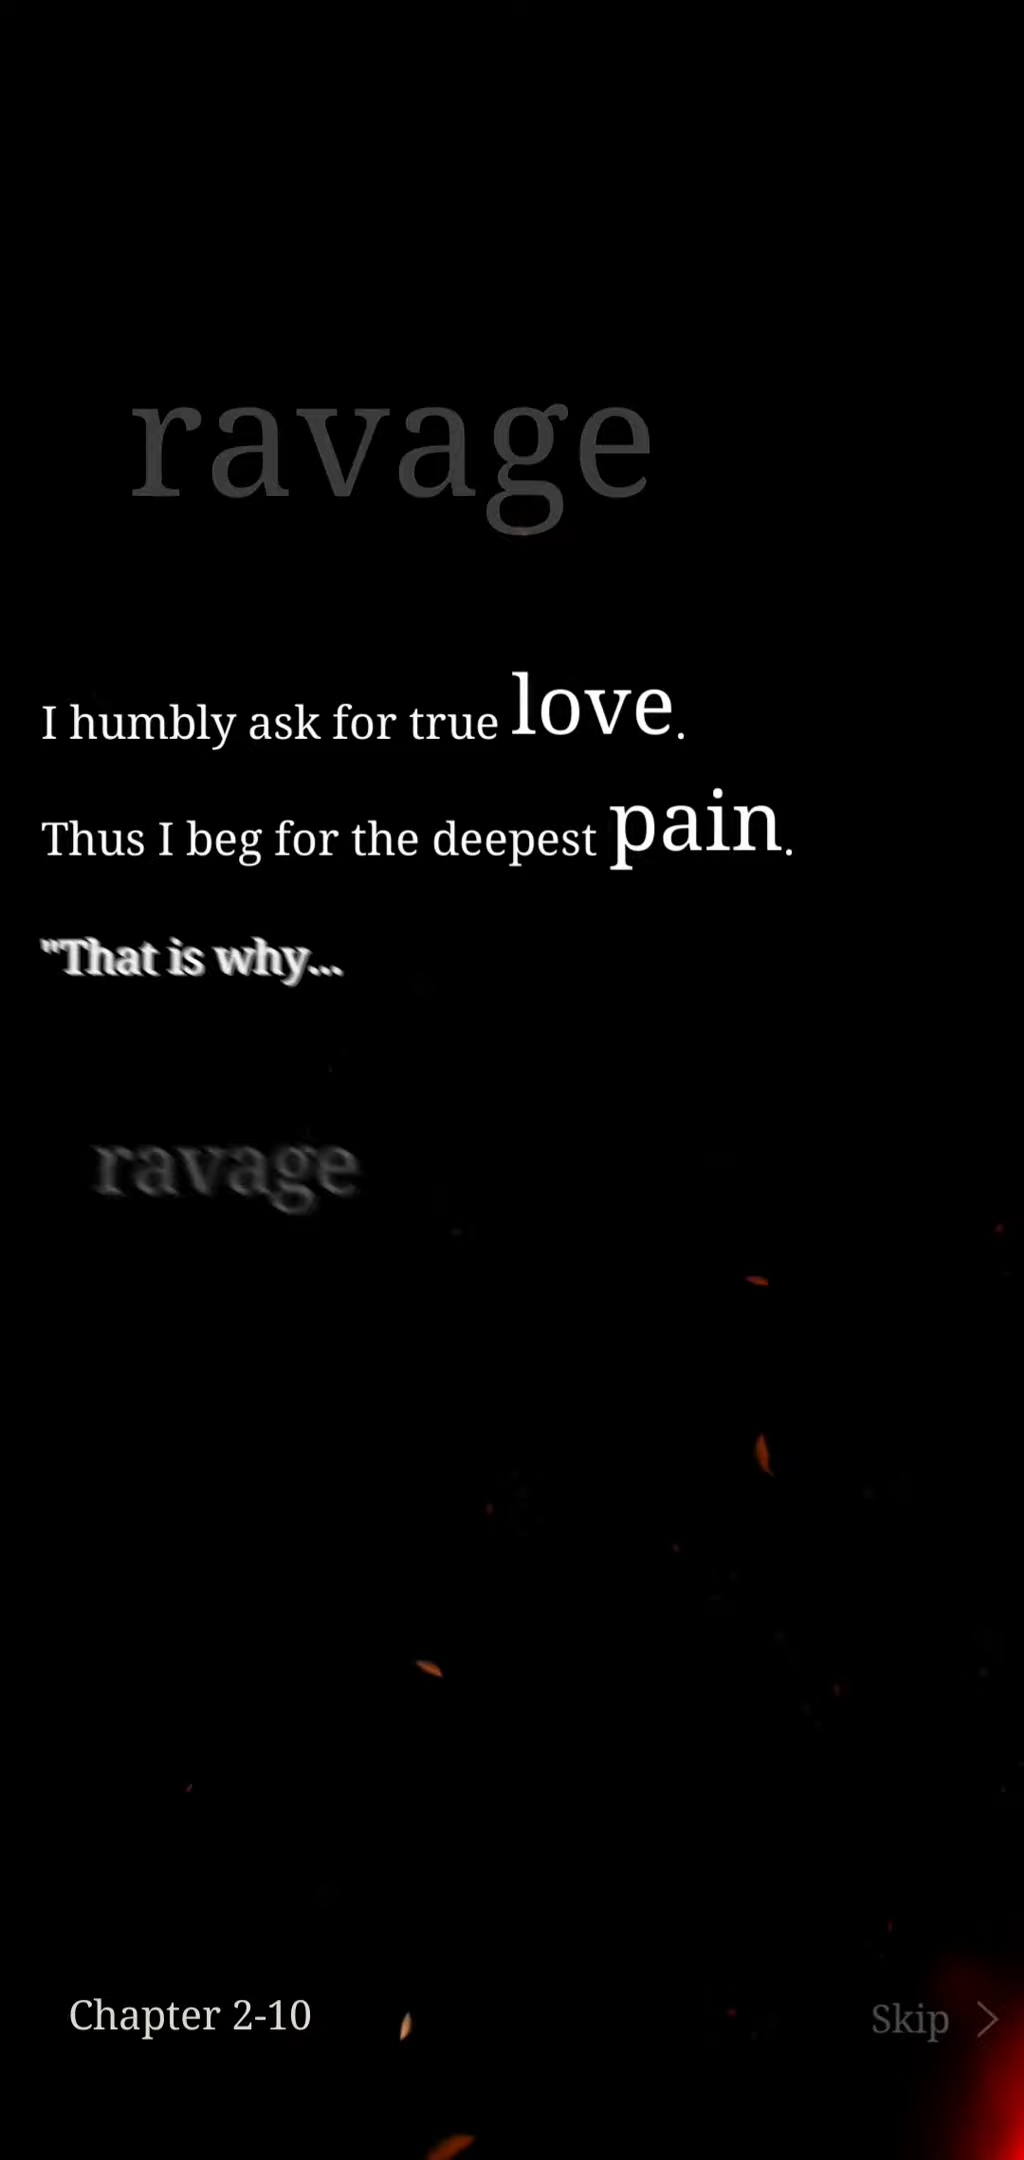 ravage
I humbly ask for true love.
Thus I beg for the deepest pain.
"That is why...
ravage
Chapter 2-10
Skip